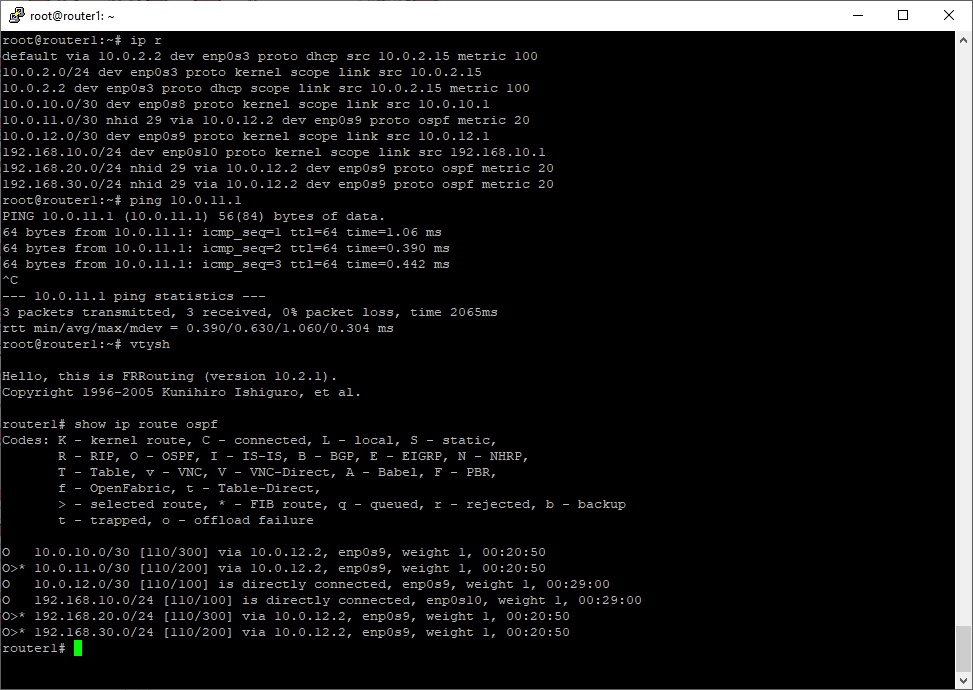 root@router1: ~
root@router1:~# ip r
default via 10.0.2.2 dev enp0s3 proto dhcp src 10.0.2.15 metric 100
10.0.2.0/24 dev enp0s3 proto kernel scope link src 10.0.2.15
10.0.2.2 dev enp0s3 proto dhcp scope link src 10.0.2.15 metric 100
10.0.10.0/30 dev enp0s8 proto kernel scope link src 10.0.10.1
10.0.11.0/30 nhid 29 via 10.0.12.2 dev enp0s9 proto ospf metric 20
10.0.12.0/30 dev enp0s9 proto kernel scope link src 10.0.12.1
192.168.10.0/24 dev enp0s10 proto kernel scope link src 192.168.10.1
192.168.20.0/24 nhid 29 via 10.0.12.2 dev enp0s9 proto ospf metric 20
192.168.30.0/24 nhid 29 via 10.0.12.2 dev enp0s9 proto ospf metric 20
root@router1:~# ping 10.0.11.1
PING 10.0.11.1 (10.0.11.1) 56(84) bytes of data.
64 bytes from 10.0.11.1: icmp_seq=1 ttl=64 time=1.06 ms
64 bytes from 10.0.11.1: icmp_seq=2 ttl=64 time=0.390 ms
64 bytes from 10.0.11.1: icmp_seq=3 ttl=64 time=0.442 ms
^C
--- 10.0.11.1 ping statistics ---
3 packets transmitted, 3 received, 0% packet loss, time 2065ms
rtt min/avg/max/mdev = 0.390/0.630/1.060/0.304 ms
root@router1:~# vtysh
Hello, this is FRRouting (version 10.2.1).
Copyright 1996-2005 Kunihiro Ishiguro, et al.
router1# show ip route ospf
Codes: K - kernel route, C - connected, L - local, S - static,
R - RIP, O - OSPF, I - IS-IS, B - BGP, E - EIGRP, N - NHRP,
T - Table, v - VNC, V - VNC-Direct, A - Babel, F - PBR,
f - OpenFabric, t - Table-Direct,
> - selected route, * - FIB route, q - queued, r - rejected, b - backup
t - trapped, o - offload failure
O   10.0.10.0/30 [110/300] via 10.0.12.2, enp0s9, weight 1, 00:20:50
O>* 10.0.11.0/30 [110/200] via 10.0.12.2, enp0s9, weight 1, 00:20:50
O   10.0.12.0/30 [110/100] is directly connected, enp0s9, weight 1, 00:29:00
O   192.168.10.0/24 [110/100] is directly connected, enp0s10, weight 1, 00:29:00
O>* 192.168.20.0/24 [110/300] via 10.0.12.2, enp0s9, weight 1, 00:20:50
O>* 192.168.30.0/24 [110/200] via 10.0.12.2, enp0s9, weight 1, 00:20:50
router1#